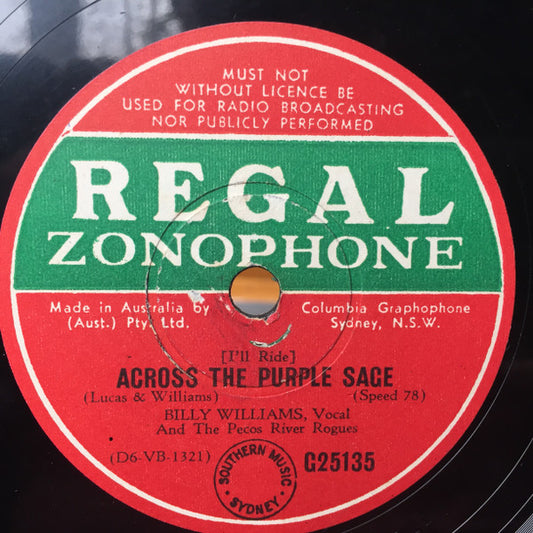 MUST NOT
WITHOUT LICENCE BE
USED FOR RADIO BROADCASTING
NOR PUBLICLY PERFORMED
REGAL
ZONOPHONE
Made in Australia by Columbia Graphophone
(Aust.) Pty. Ltd. Sydney, N.S.W.
[I'll Ride]
ACROSS THE PURPLE SAGE
(Lucas & Williams) (Speed 78)
BILLY WILLIAMS, Vocal
And The Pecos River Rogues
(D6-VB-1321) SOUTHERN MUSIC G25135
• SYDNEY •